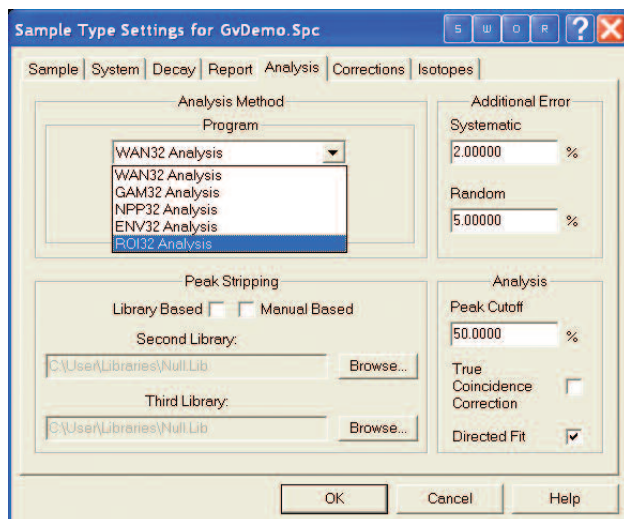 Sample Type Settings for GvDemo.Spc
S W O R ?
Sample System Decay Report Analysis Corrections Isotopes
Analysis Method
Program
WAN32 Analysis
WAN32 Analysis
GAM32 Analysis
NPP32 Analysis
ENV32 Analysis
ROI32 Analysis
Additional Error
Systematic
2.00000 %
Random
5.00000 %
Peak Stripping
Library Based Manual Based
Second Library:
C:\User\Libraries\Null.Lib Browse...
Third Library:
C:\User\Libraries\Null.Lib Browse...
Analysis
Peak Cutoff
50.0000 %
True
Coincidence
Correction
Directed Fit
OK Cancel Help